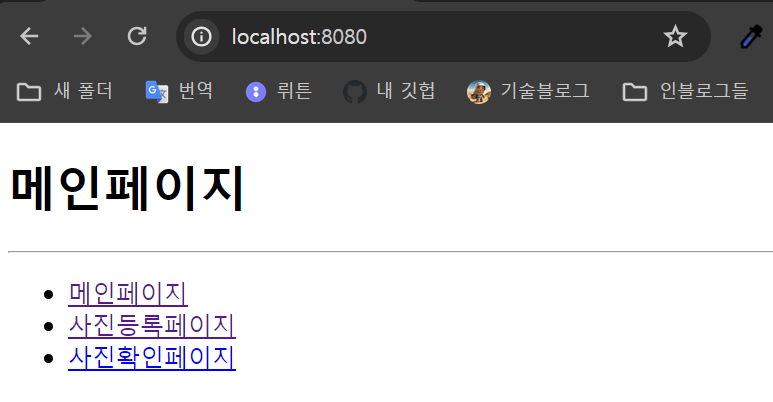 localhost:8080
새 폴더 번역 뤼튼 내 깃헙 기술블로그 인블로그들
메인페이지
메인페이지
사진등록페이지
사진확인페이지